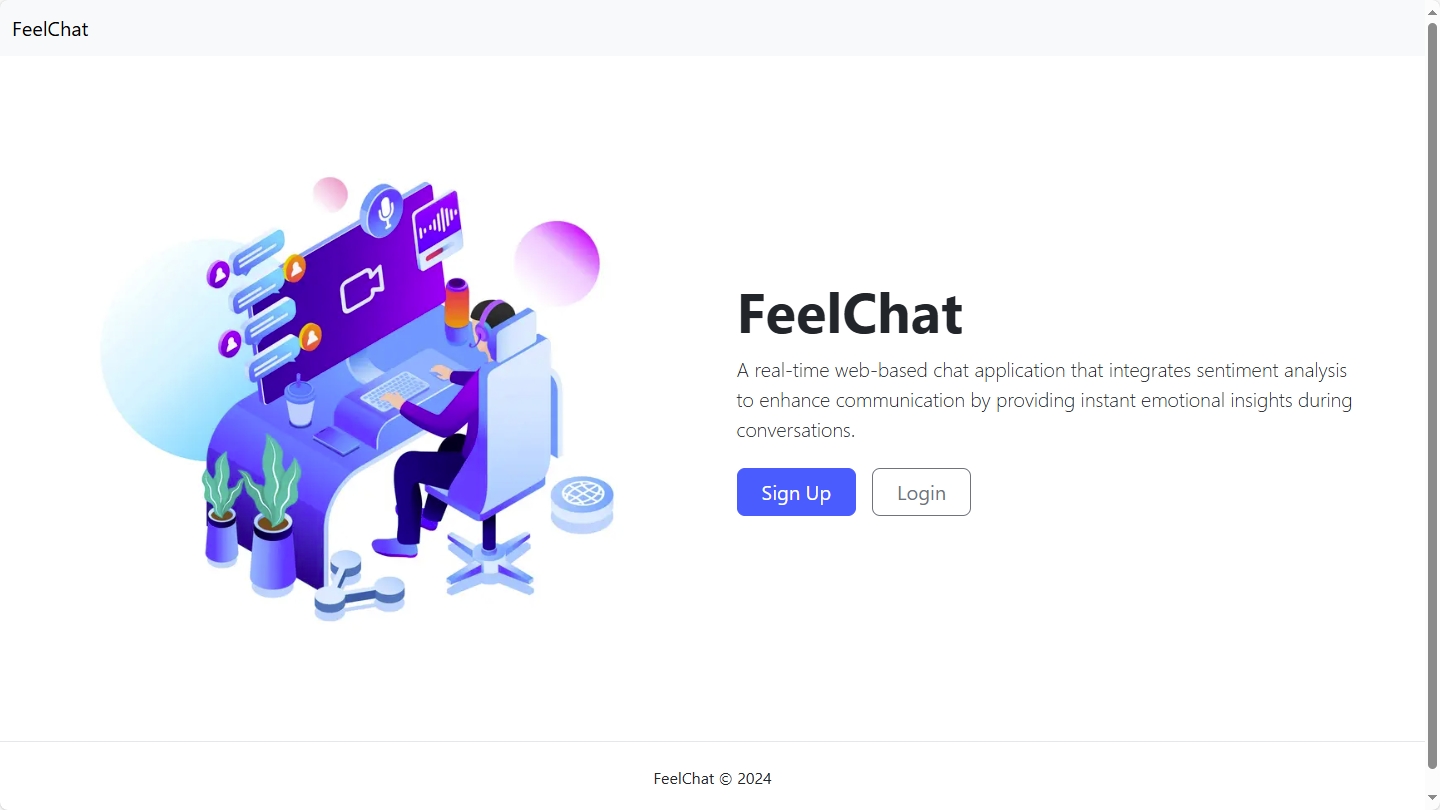 FeelChat
FeelChat
A real-time web-based chat application that integrates sentiment analysis
to enhance communication by providing instant emotional insights during
conversations.
Sign Up
Login
FeelChat © 2024